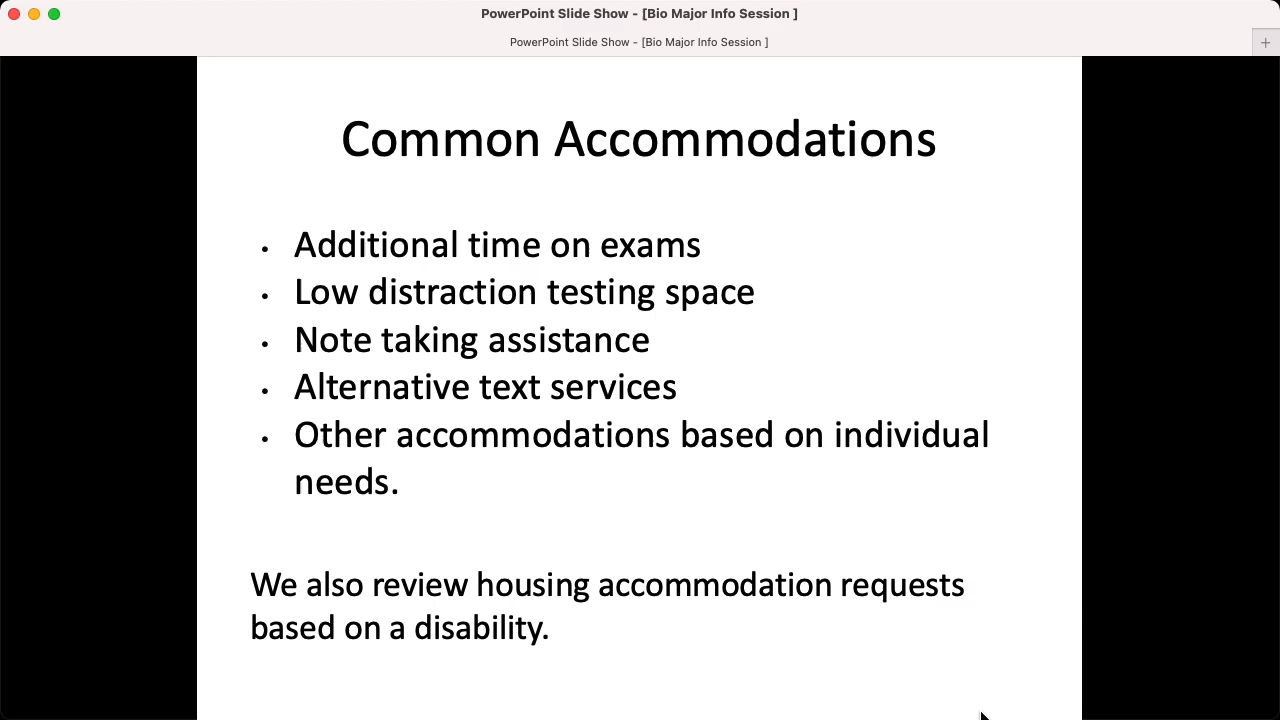 PowerPoint Slide Show - [Bio Major Info Session ]
PowerPoint Slide Show - [Bio Major Info Session ]
Common Accommodations
• Additional time on exams
• Low distraction testing space
• Note taking assistance
• Alternative text services
• Other accommodations based on individual
needs.
We also review housing accommodation requests
based on a disability.